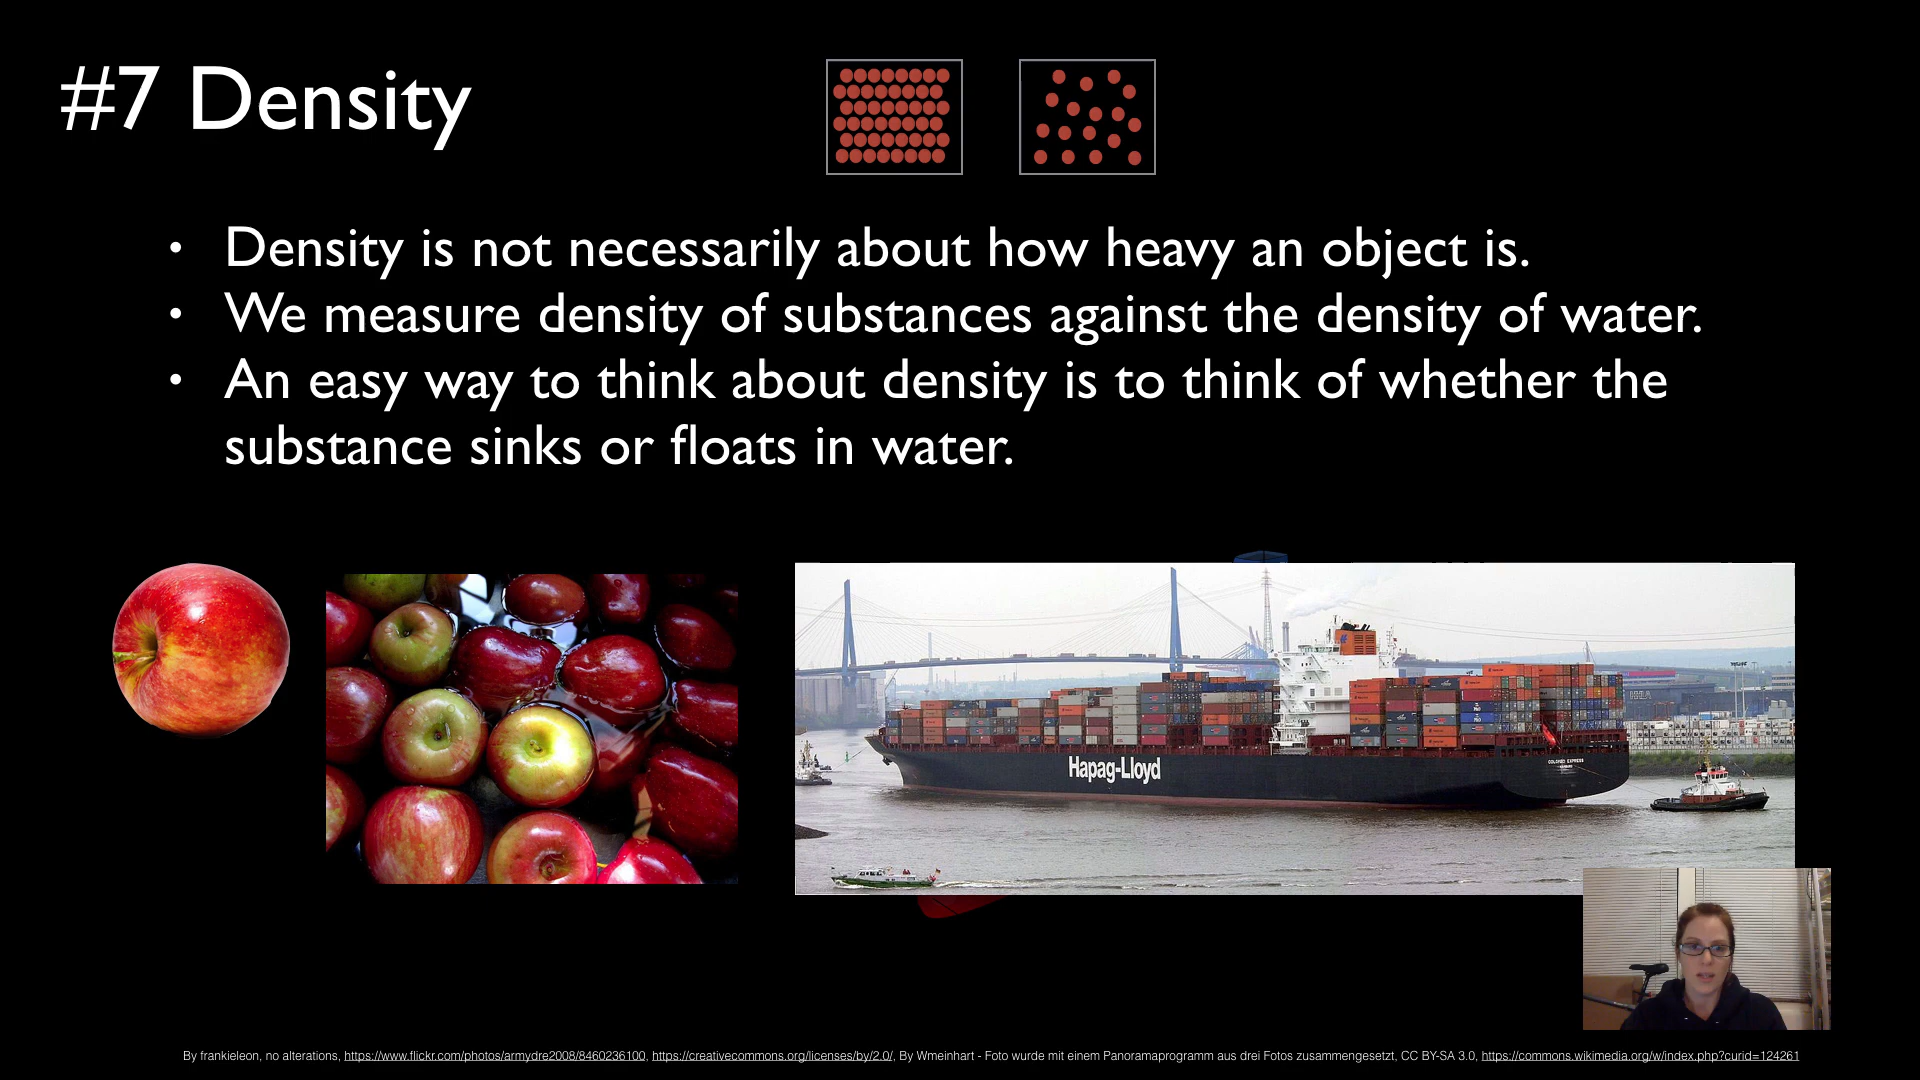 #7 Density
• Density is not necessarily about how heavy an object is.
• We measure density of substances against the density of water.
• An easy way to think about density is to think of whether the
substance sinks or floats in water.
Hapag-Lloyd
COLOMBO EXPRESS
By frankieleon, no alterations, https://www.flickr.com/photos/armydre2008/8460236100, https://creativecommons.org/licenses/by/2.0/, By Wmeinhart - Foto wurde mit einem Panoramaprogramm aus drei Fotos zusammengesetzt, CC BY-SA 3.0, https://commons.wikimedia.org/w/index.php?curid=124261